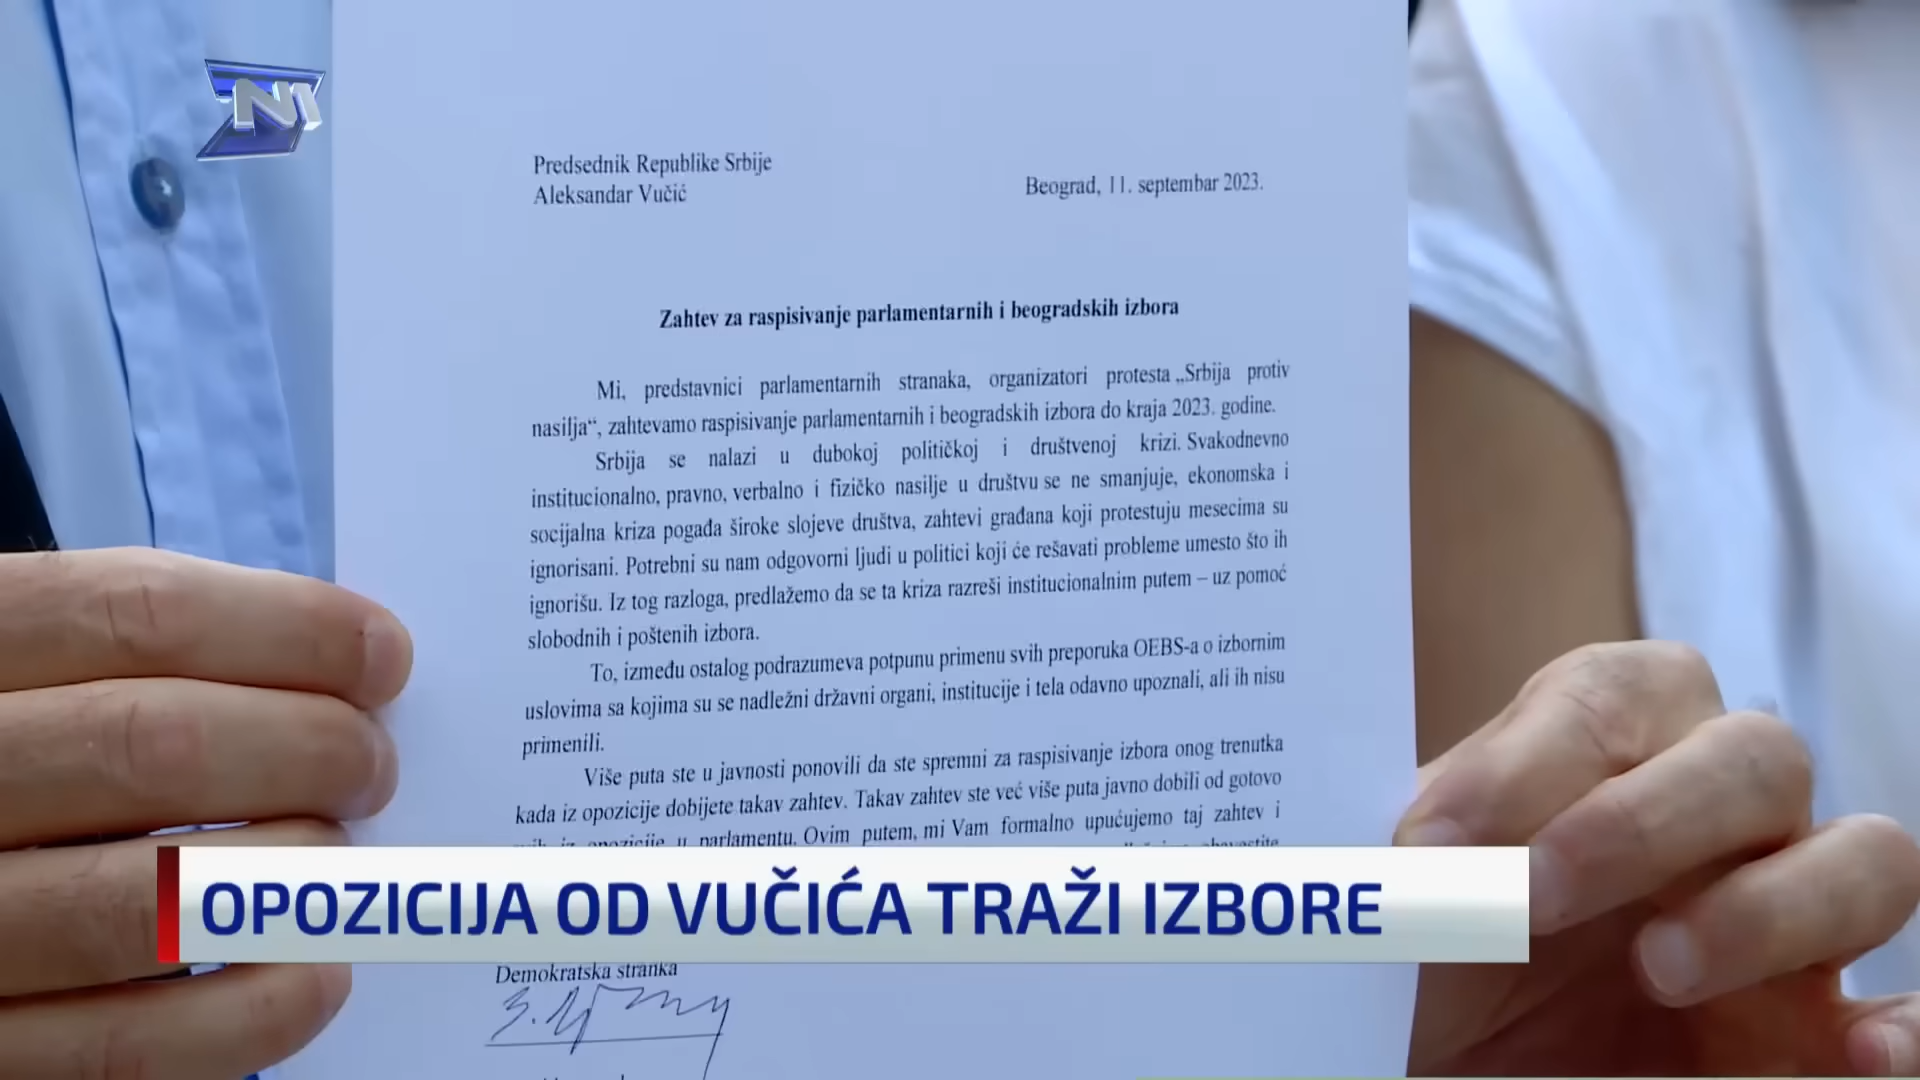 N1
Predsednik Republike Srbije
Aleksandar Vučić
Beograd, 11. septembar 2023.
Zahtev za raspisivanje parlamentarnih i beogradskih izbora
Mi, predstavnici parlamentarnih stranaka, organizatori protesta „Srbija protiv
nasilja“, zahtevamo raspisivanje parlamentarnih i beogradskih izbora do kraja 2023. godine.
Srbija se nalazi u dubokoj političkoj i društvenoj krizi. Svakodnevno
institucionalno, pravno, verbalno i fizičko nasilje u društvu se ne smanjuje, ekonomska i
socijalna kriza pogađa široke slojeve društva, zahtevi građana koji protestuju mesecima su
ignorisani. Potrebni su nam odgovorni ljudi u politici koji će rešavati probleme umesto što ih
ignorišu. Iz tog razloga, predlažemo da se ta kriza razreši institucionalnim putem – uz pomoć
slobodnih i poštenih izbora.
To, između ostalog podrazumeva potpunu primenu svih preporuka OEBS-a o izbornim
uslovima sa kojima su se nadležni državni organi, institucije i tela odavno upoznali, ali ih nisu
primenili.
Više puta ste u javnosti ponovili da ste spremni za raspisivanje izbora onog trenutka
kada iz opozicije dobijete takav zahtev. Takav zahtev ste već više puta javno dobili od gotovo
svih iz opozicije u parlamentu. Ovim putem, mi Vam formalno upućujemo taj zahtev i
OPOZICIJA OD VUČIĆA TRAŽI IZBORE
Demokratska stranka